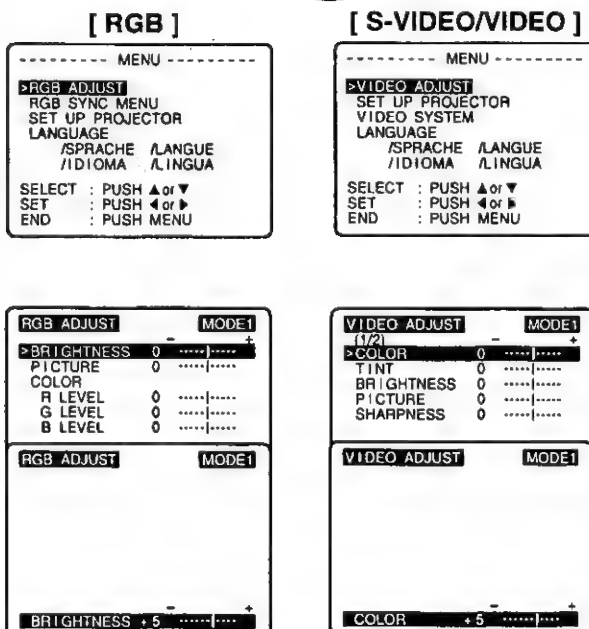 [ RGB ]
--------- MENU ---------
>RGB ADJUST
RGB SYNC MENU
SET UP PROJECTOR
LANGUAGE
/SPRACHE /LANGUE
/IDIOMA /LINGUA
SELECT : PUSH ▲ or ▼
SET : PUSH ◀ or ▶
END : PUSH MENU
RGB ADJUST MODE1
- +
>BRIGHTNESS 0 ·····|·····
PICTURE 0 ·····|·····
COLOR
R LEVEL 0 ·····|·····
G LEVEL 0 ·····|·····
B LEVEL 0 ·····|·····
RGB ADJUST MODE1
- +
BRIGHTNESS +5 ······|····
[ S-VIDEO/VIDEO ]
--------- MENU ---------
>VIDEO ADJUST
SET UP PROJECTOR
VIDEO SYSTEM
LANGUAGE
/SPRACHE /LANGUE
/IDIOMA /LINGUA
SELECT : PUSH ▲ or ▼
SET : PUSH ◀ or ▶
END : PUSH MENU
VIDEO ADJUST MODE1
(1/2) - +
>COLOR 0 ·····|·····
TINT 0 ·····|·····
BRIGHTNESS 0 ·····|·····
PICTURE 0 ·····|·····
SHARPNESS 0 ·····|·····
VIDEO ADJUST MODE1
- +
COLOR +5 ······|····